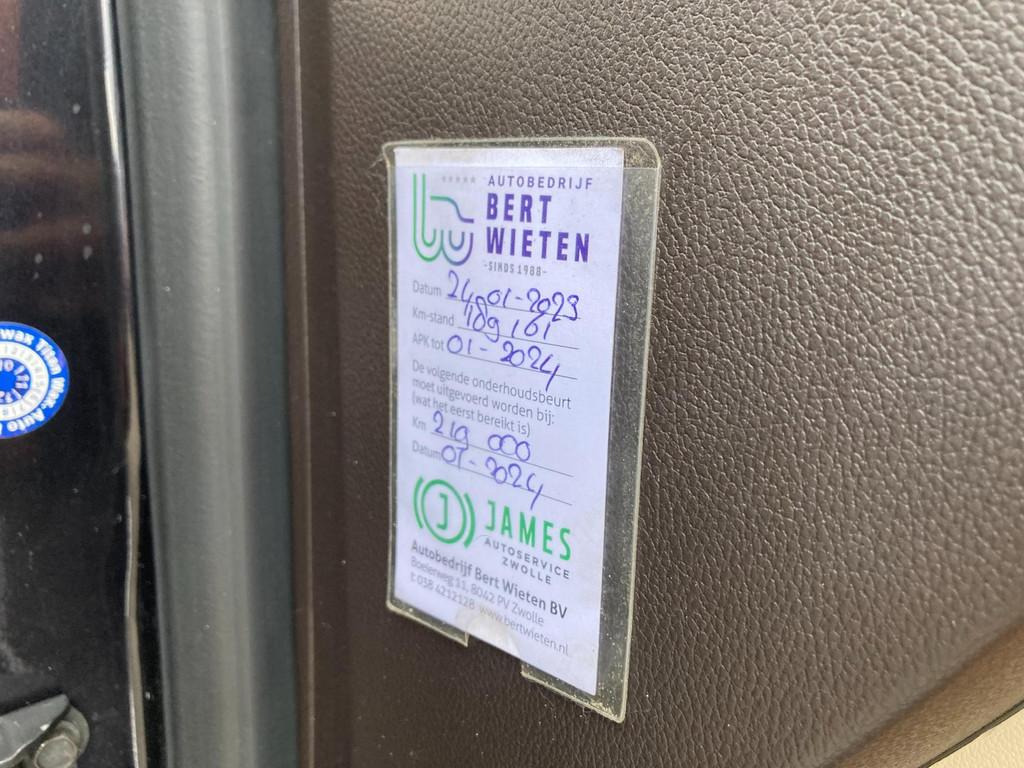 AUTOBEDRIJF
BERT
WIETEN
-SINDS 1988-
Datum 24-01-2023
Km-stand 189 161
APK tot 01-2024
De volgende onderhoudsbeurt
moet uitgevoerd worden bij:
(wat het eerst bereikt is)
Km 219 000
Datum 01-2024
J JAMES
AUTOSERVICE
ZWOLLE
Autobedrijf Bert Wieten BV
Boelerweg 11, 8042 PV Zwolle
t: 038 4212128 www.bertwieten.nl